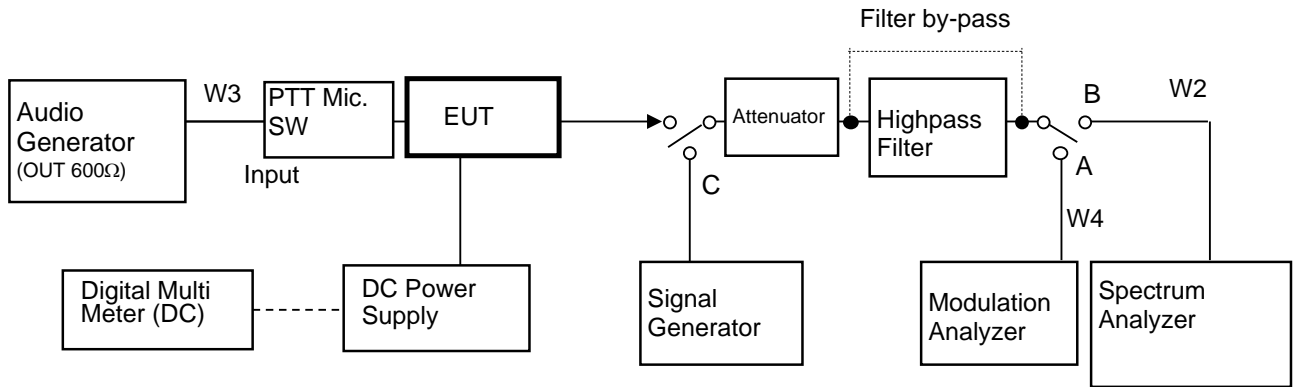 Filter by-pass
Audio
Generator
(OUT 600Ω)
W3
PTT Mic.
SW
Input
EUT
Attenuator
Highpass
Filter
B
W2
A
C
W4
Digital Multi
Meter (DC)
DC Power
Supply
Signal
Generator
Modulation
Analyzer
Spectrum
Analyzer